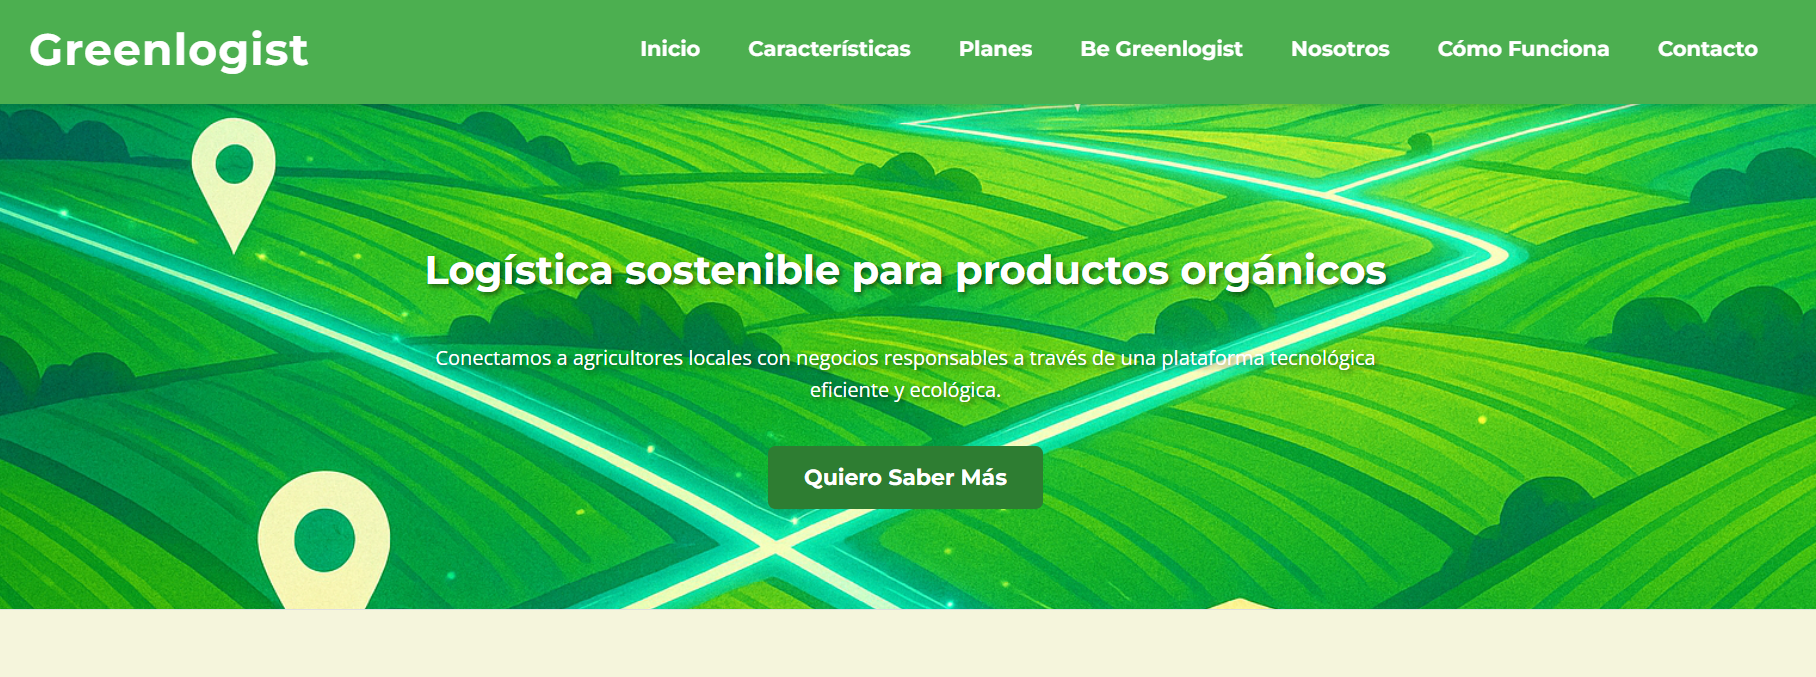 Greenlogist
Inicio Características Planes Be Greenlogist Nosotros Cómo Funciona Contacto
Logística sostenible para productos orgánicos
Conectamos a agricultores locales con negocios responsables a través de una plataforma tecnológica
eficiente y ecológica.
Quiero Saber Más